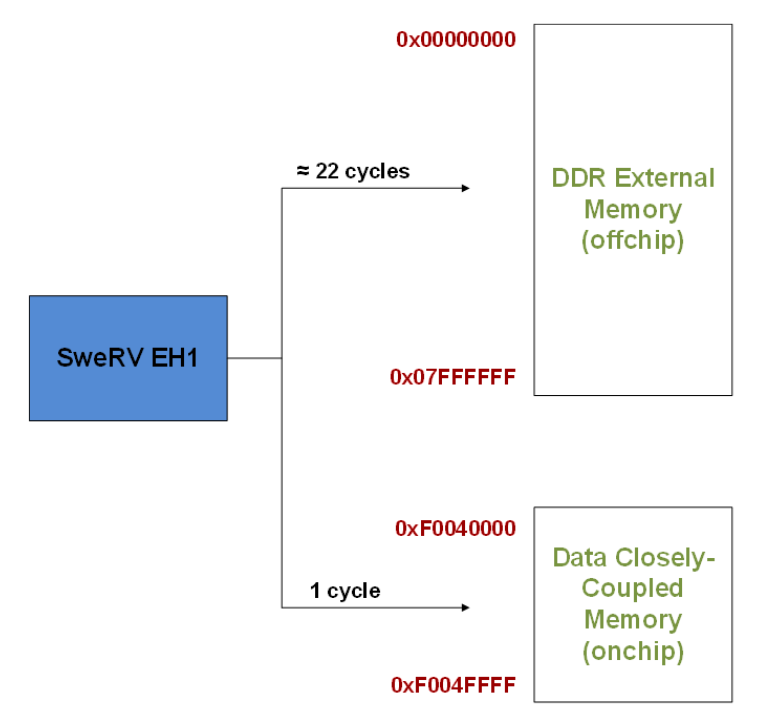 0x00000000
≈ 22 cycles
DDR External
Memory
(offchip)
SweRV EH1
0x07FFFFFF
0xF0040000
Data Closely-
Coupled
Memory
(onchip)
1 cycle
0xF004FFFF